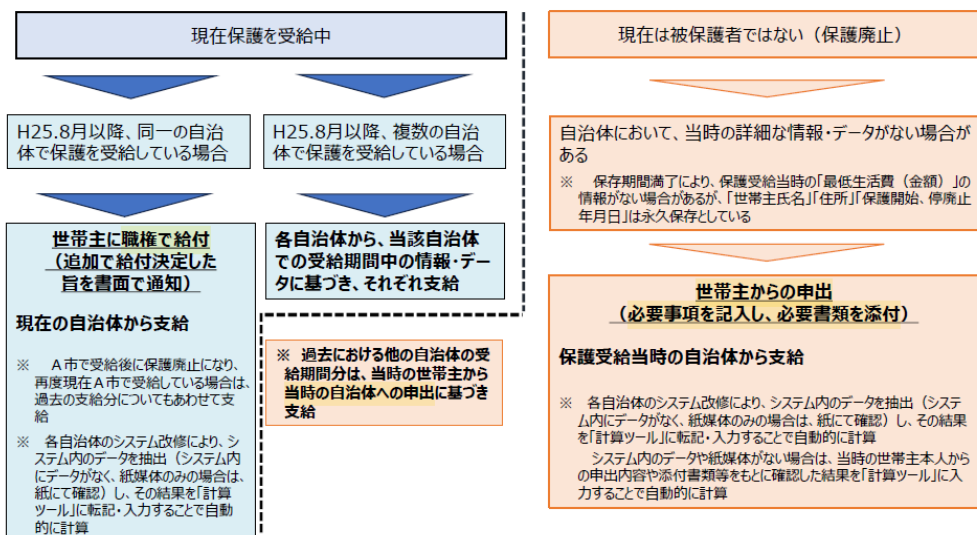 現在保護を受給中
H25.8月以降、同一の自治
体で保護を受給している場合
H25.8月以降、複数の自治
体で保護を受給している場合
世帯主に職権で給付
（追加で給付決定した
旨を書面で通知）
現在の自治体から支給
※　Ａ市で受給後に保護廃止になり、
再度現在Ａ市で受給している場合は、
過去の支給分についてもあわせて支
給
※　各自治体のシステム改修により、シ
ステム内のデータを抽出（システム内
にデータがなく、紙媒体のみの場合は、
紙にて確認）し、その結果を「計算
ツール」に転記・入力することで自動
的に計算
各自治体から、当該自治体
での受給期間中の情報・デー
タに基づき、それぞれ支給
※　過去における他の自治体の受
給期間分は、当時の世帯主から
当時の自治体への申出に基づき
支給
現在は被保護者ではない（保護廃止）
自治体において、当時の詳細な情報・データがない場合が
ある
※　保存期間満了により、保護受給当時の「最低生活費（金額）」の
情報がない場合があるが、「世帯主氏名」「住所」「保護開始、停廃止
年月日」は永久保存としている
世帯主からの申出
（必要事項を記入し、必要書類を添付）
保護受給当時の自治体から支給
※　各自治体のシステム改修により、システム内のデータを抽出（システ
ム内にデータがなく、紙媒体のみの場合は、紙にて確認）し、その結果
を「計算ツール」に転記・入力することで自動的に計算
システム内のデータや紙媒体がない場合は、当時の世帯主本人から
の申出内容や添付書類等をもとに確認した結果を「計算ツール」に入
力することで自動的に計算